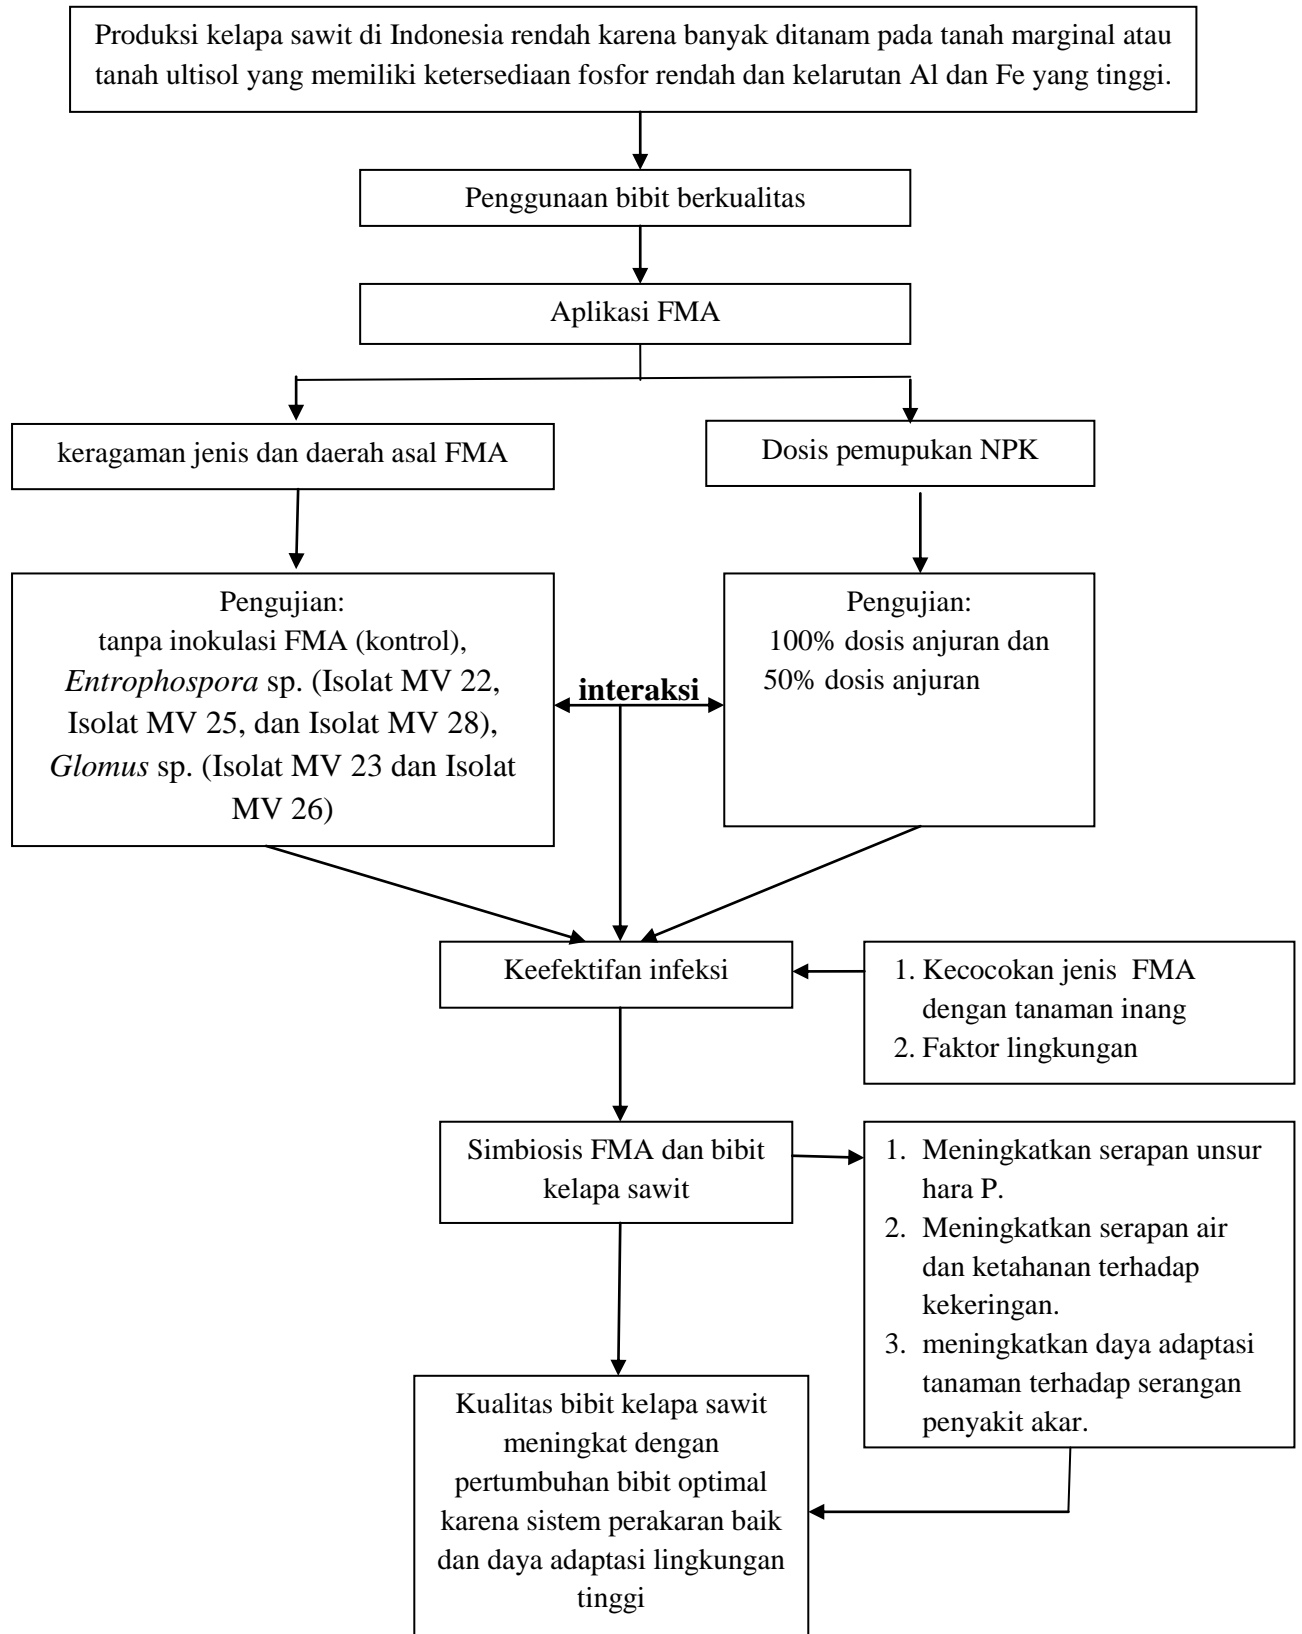 Produksi kelapa sawit di Indonesia rendah karena banyak ditanam pada tanah marginal atau
tanah ultisol yang memiliki ketersediaan fosfor rendah dan kelarutan Al dan Fe yang tinggi.
Penggunaan bibit berkualitas
Aplikasi FMA
keragaman jenis dan daerah asal FMA
Dosis pemupukan NPK
Pengujian:
tanpa inokulasi FMA (kontrol),
Entrophospora sp. (Isolat MV 22,
Isolat MV 25, dan Isolat MV 28),
Glomus sp. (Isolat MV 23 dan Isolat
MV 26)
interaksi
Pengujian:
100% dosis anjuran dan
50% dosis anjuran
Keefektifan infeksi
1. Kecocokan jenis FMA
dengan tanaman inang
2. Faktor lingkungan
Simbiosis FMA dan bibit
kelapa sawit
1. Meningkatkan serapan unsur
hara P.
2. Meningkatkan serapan air
dan ketahanan terhadap
kekeringan.
3. meningkatkan daya adaptasi
tanaman terhadap serangan
penyakit akar.
Kualitas bibit kelapa sawit
meningkat dengan
pertumbuhan bibit optimal
karena sistem perakaran baik
dan daya adaptasi lingkungan
tinggi